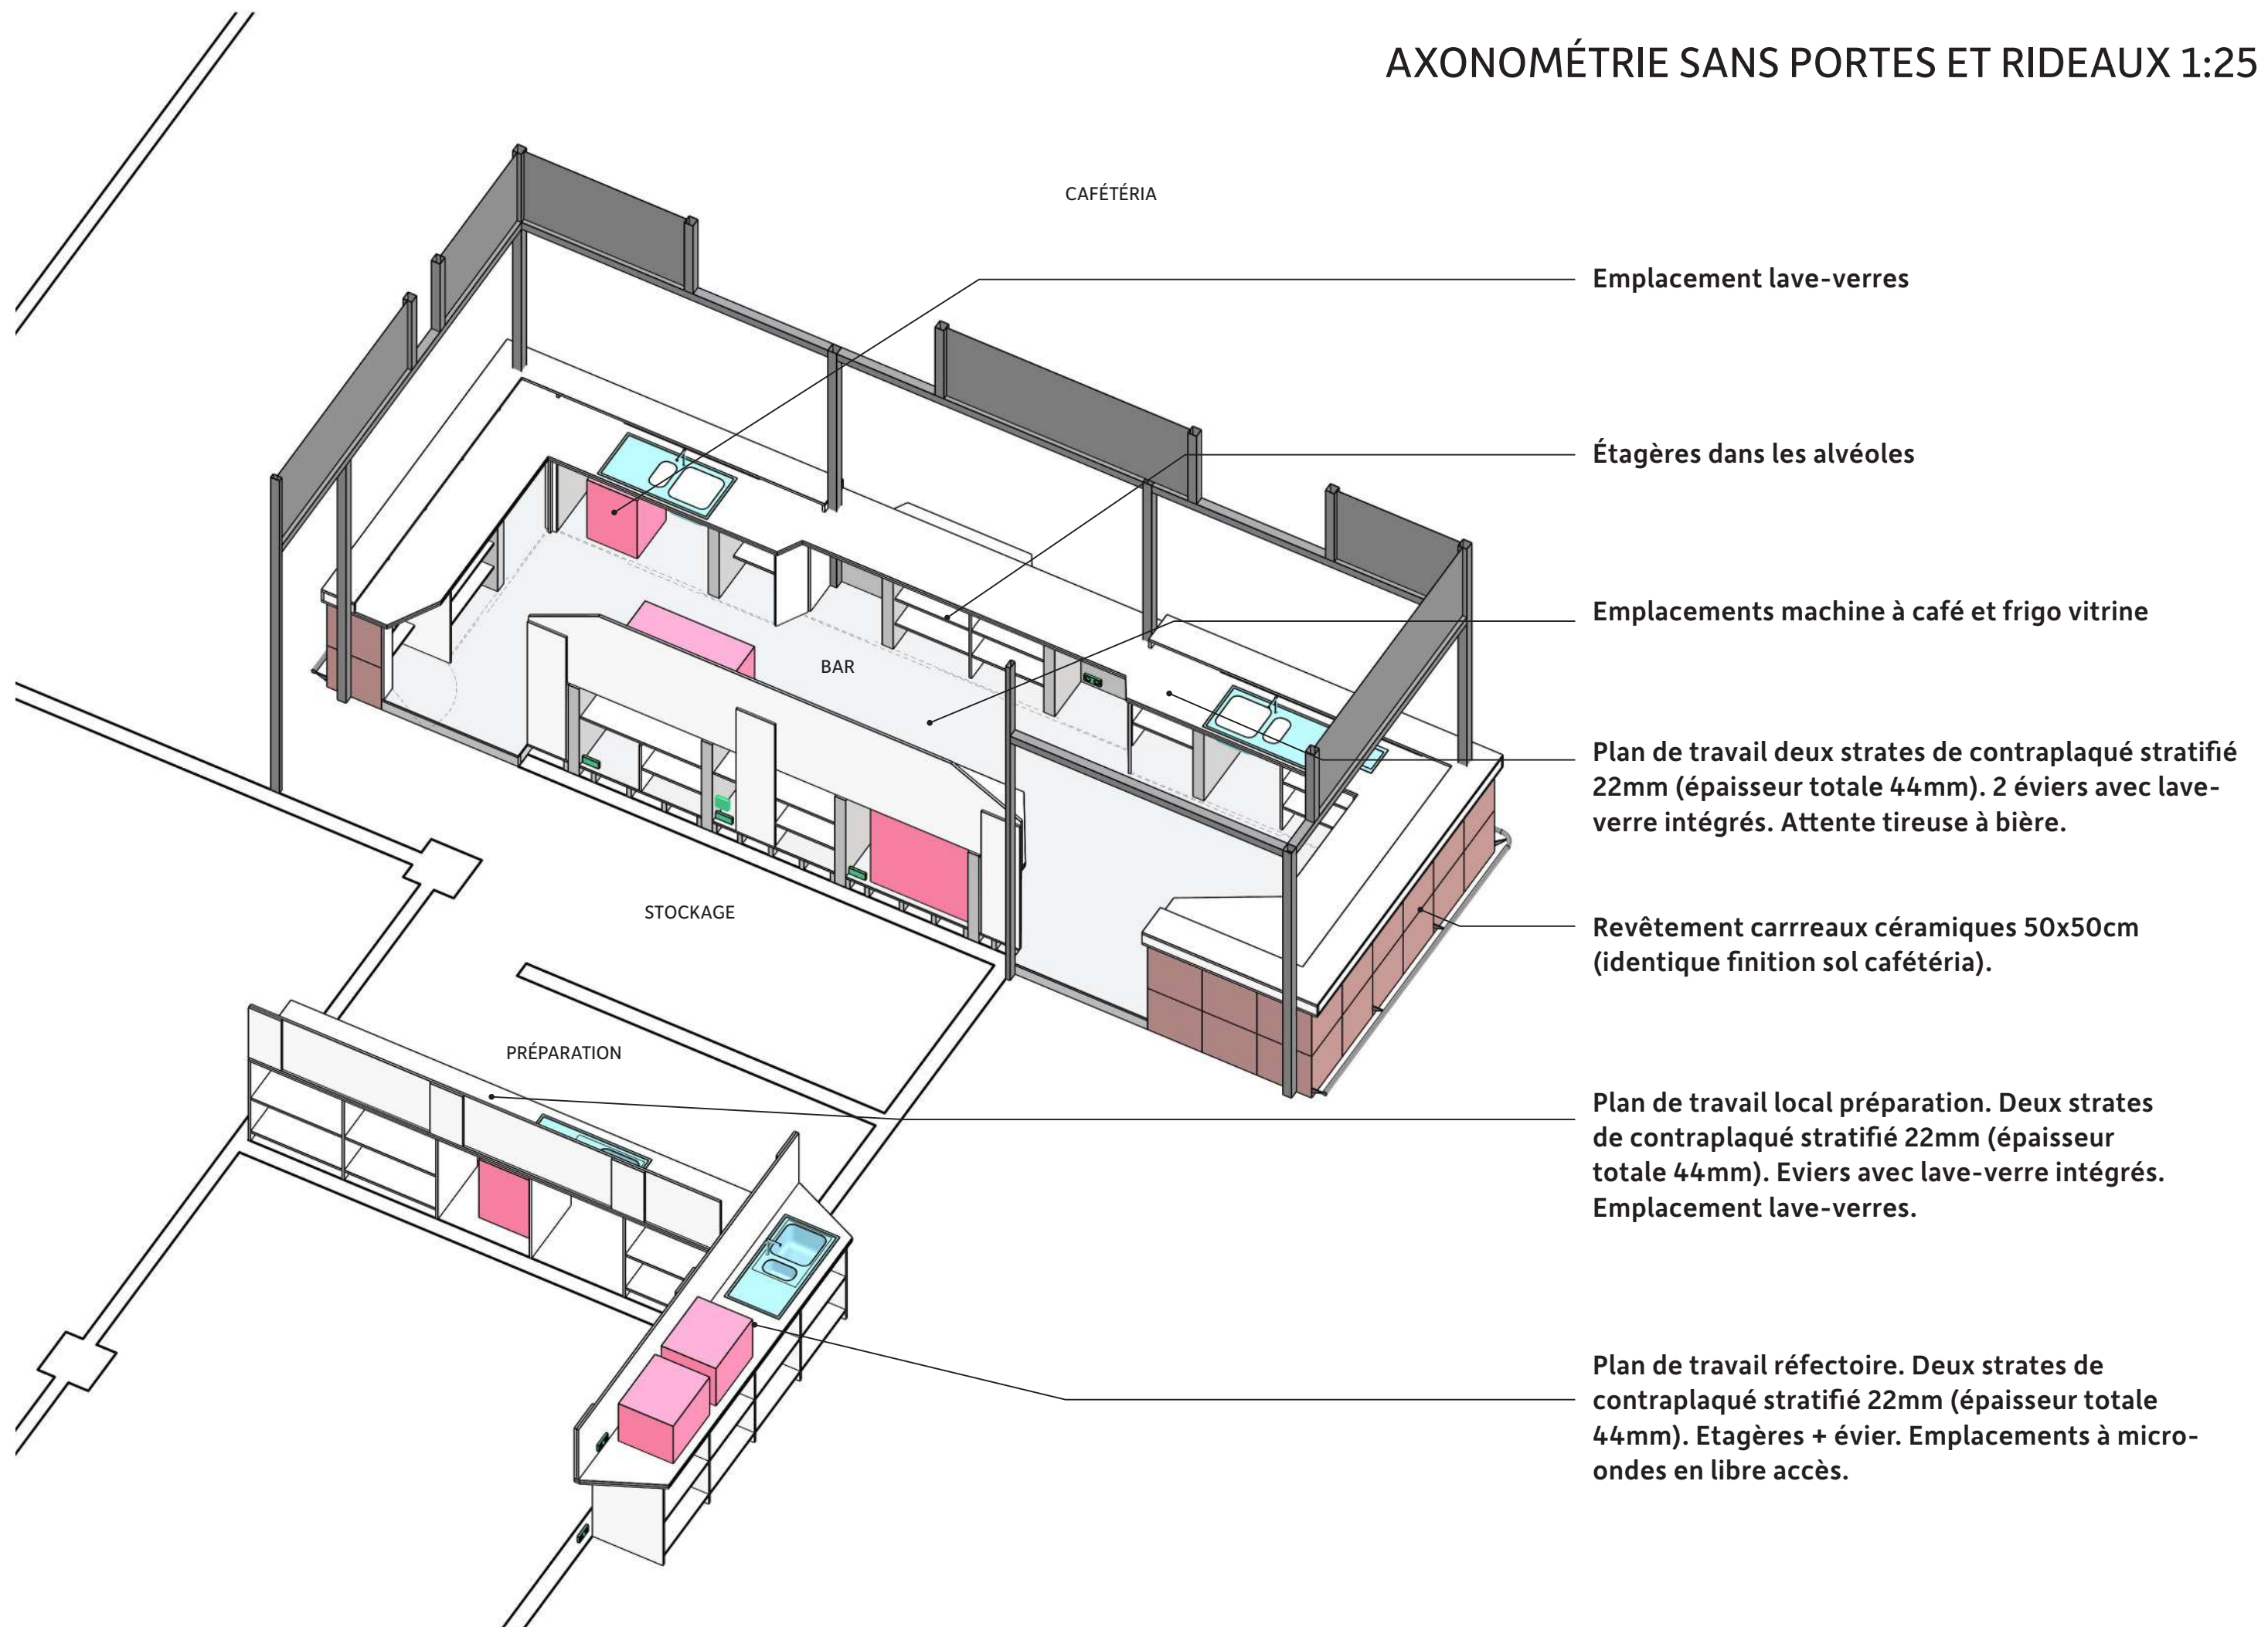 AXONOMÉTRIE SANS PORTES ET RIDEAUX 1:25
CAFÉTÉRIA
Emplacement lave-verres
Étagères dans les alvéoles
Emplacements machine à café et frigo vitrine
BAR
Plan de travail deux strates de contraplaqué stratifié
22mm (épaisseur totale 44mm). 2 éviers avec lave-
verre intégrés. Attente tireuse à bière.
STOCKAGE
Revêtement carrreaux céramiques 50x50cm
(identique finition sol cafétéria).
PRÉPARATION
Plan de travail local préparation. Deux strates
de contraplaqué stratifié 22mm (épaisseur
totale 44mm). Eviers avec lave-verre intégrés.
Emplacement lave-verres.
Plan de travail réfectoire. Deux strates de
contraplaqué stratifié 22mm (épaisseur totale
44mm). Etagères + évier. Emplacements à micro-
ondes en libre accès.